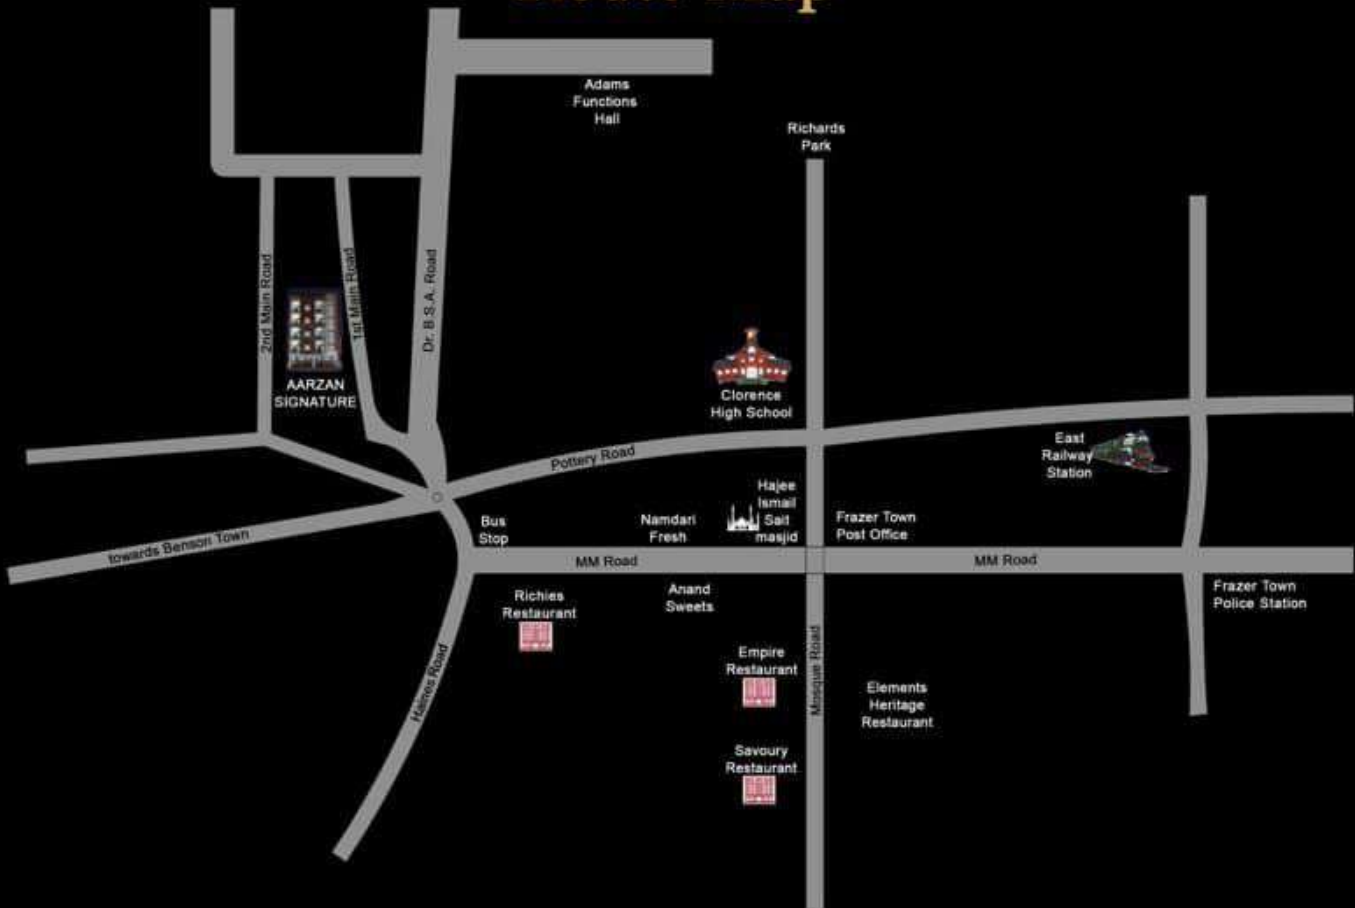 Adams
Functions
Hall
Richards
Park
2nd Main Road
1st Main Road
Dr. B.S.A. Road
AARZAN
SIGNATURE
Clorence
High School
Pottery Road
East
Railway
Station
towards Benson Town
Bus
Stop
Namdari
Fresh
Hajee
Ismail
Sait
masjid
Frazer Town
Post Office
MM Road
MM Road
Richies
Restaurant
Anand
Sweets
Frazer Town
Police Station
Haines Road
Empire
Restaurant
Mosque Road
Elements
Heritage
Restaurant
Savoury
Restaurant